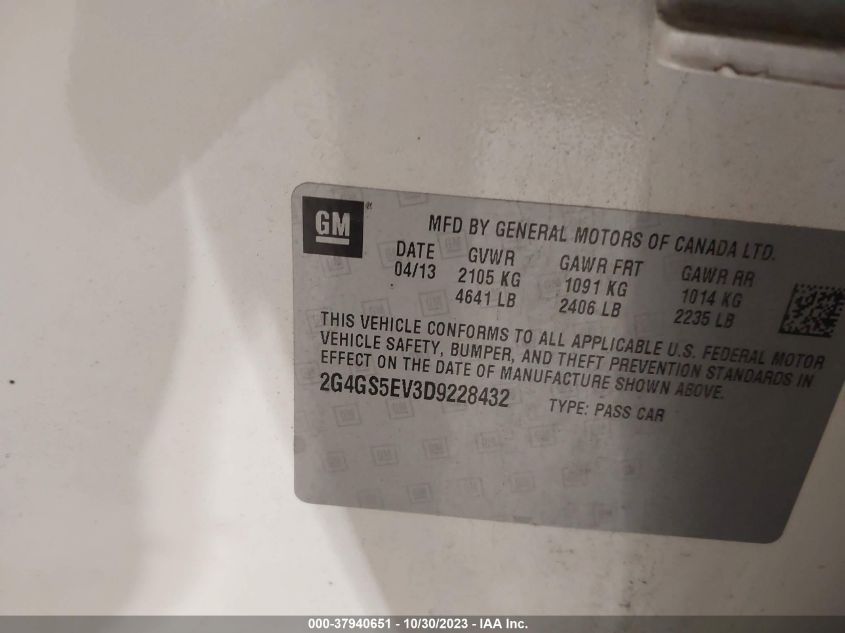 GM ®
MFD BY GENERAL MOTORS OF CANADA LTD.
DATE GVWR GAWR FRT GAWR RR
04/13 2105 KG 1091 KG 1014 KG
4641 LB 2406 LB 2235 LB
THIS VEHICLE CONFORMS TO ALL APPLICABLE U.S. FEDERAL MOTOR
VEHICLE SAFETY, BUMPER, AND THEFT PREVENTION STANDARDS IN
EFFECT ON THE DATE OF MANUFACTURE SHOWN ABOVE.
2G4GS5EV3D9228432 TYPE: PASS CAR
000-37940651 - 10/30/2023 - IAA Inc.